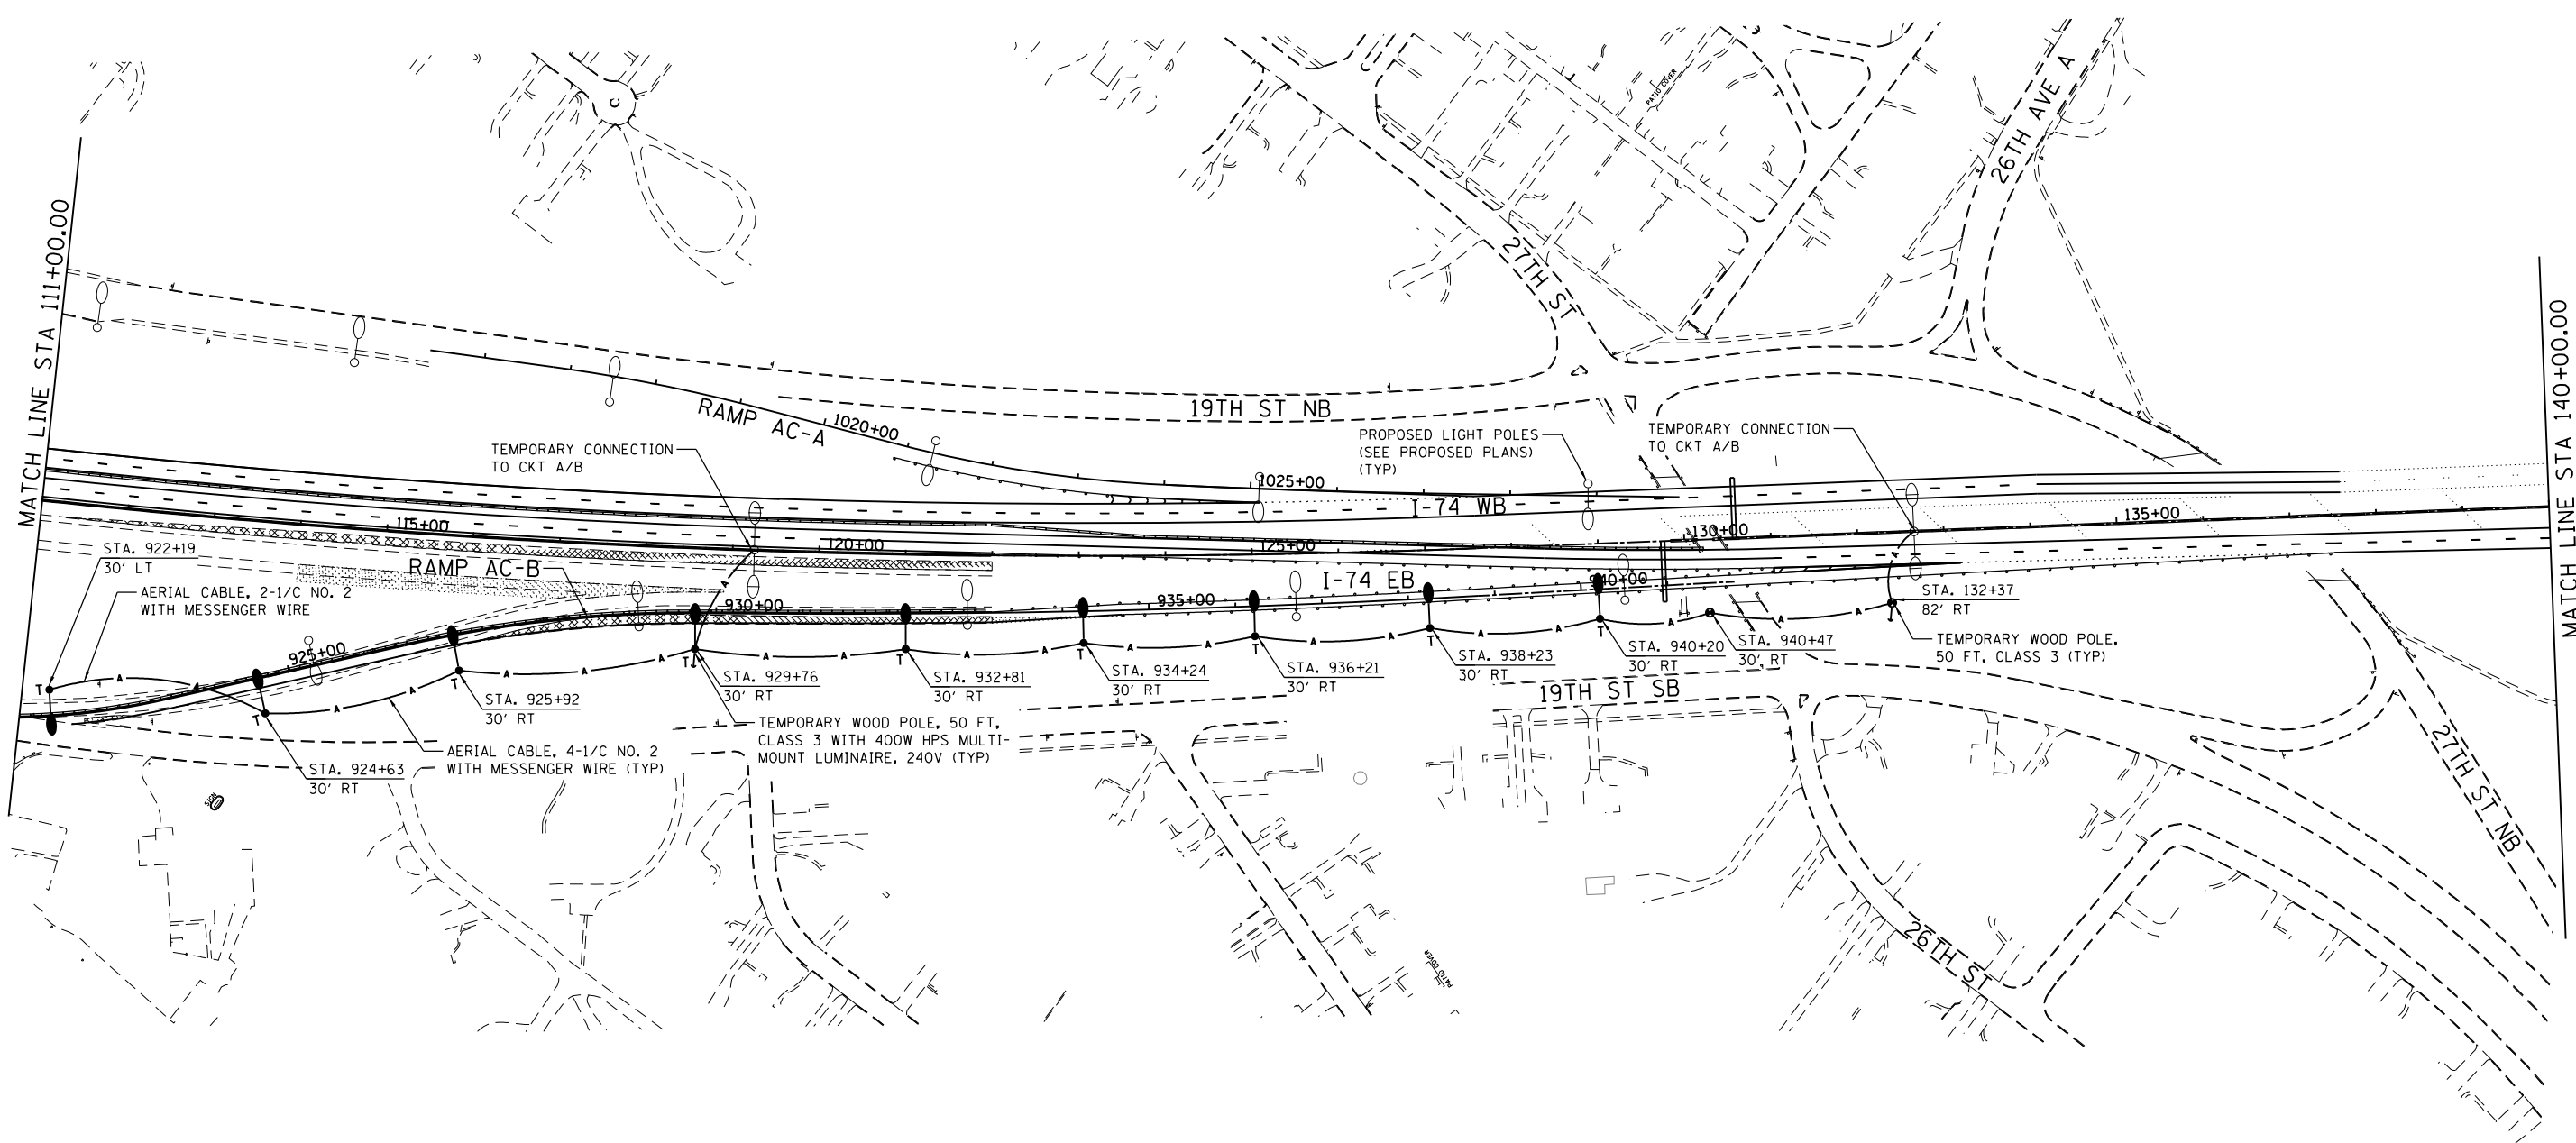 C
PATIO COVER
26TH AVE A
27TH ST
MATCH LINE STA 111+00.00
MATCH LINE STA 140+00.00
RAMP AC-A
1020+00
19TH ST NB
TEMPORARY CONNECTION
TO CKT A/B
PROPOSED LIGHT POLES
(SEE PROPOSED PLANS)
(TYP)
TEMPORARY CONNECTION
TO CKT A/B
1025+00
I-74 WB
115+00
120+00
125+00
130+00
135+00
STA. 922+19
30' LT
RAMP AC-B
I-74 EB
940+00
AERIAL CABLE, 2-1/C NO. 2
WITH MESSENGER WIRE
925+00
930+00
935+00
STA. 132+37
82' RT
TEMPORARY WOOD POLE,
50 FT, CLASS 3 (TYP)
STA. 925+92
30' RT
STA. 929+76
30' RT
STA. 932+81
30' RT
STA. 934+24
30' RT
STA. 936+21
30' RT
STA. 938+23
30' RT
STA. 940+20
30' RT
STA. 940+47
30' RT
A A A A A A A A A A A A A A A A A A A A A
T T T T T T T T T T
19TH ST SB
TEMPORARY WOOD POLE, 50 FT,
CLASS 3 WITH 400W HPS MULTI-
MOUNT LUMINAIRE, 240V (TYP)
AERIAL CABLE, 4-1/C NO. 2
WITH MESSENGER WIRE (TYP)
STA. 924+63
30' RT
SIGN
27TH ST NB
26TH ST
PATIO COVER